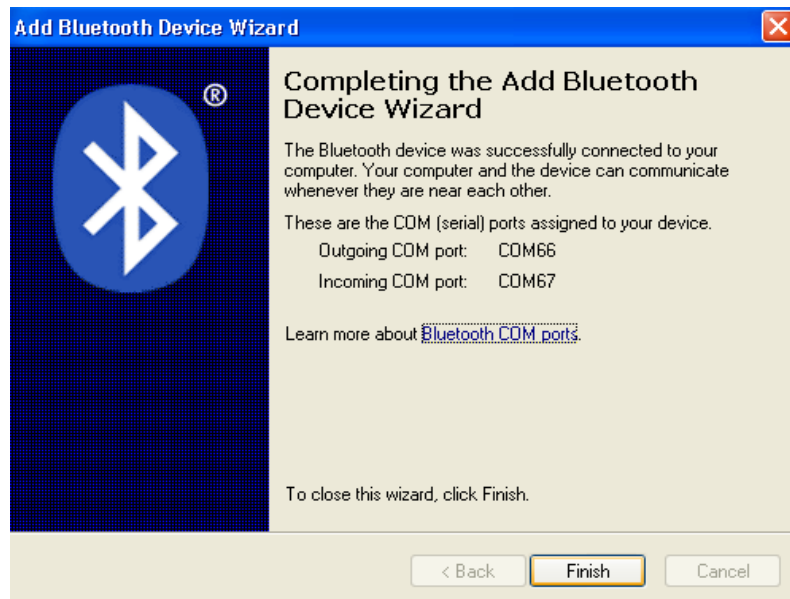 Add Bluetooth Device Wizard
®
Completing the Add Bluetooth
Device Wizard
The Bluetooth device was successfully connected to your
computer. Your computer and the device can communicate
whenever they are near each other.
These are the COM (serial) ports assigned to your device.
Outgoing COM port: COM66
Incoming COM port: COM67
Learn more about Bluetooth COM ports.
To close this wizard, click Finish.
< Back Finish Cancel